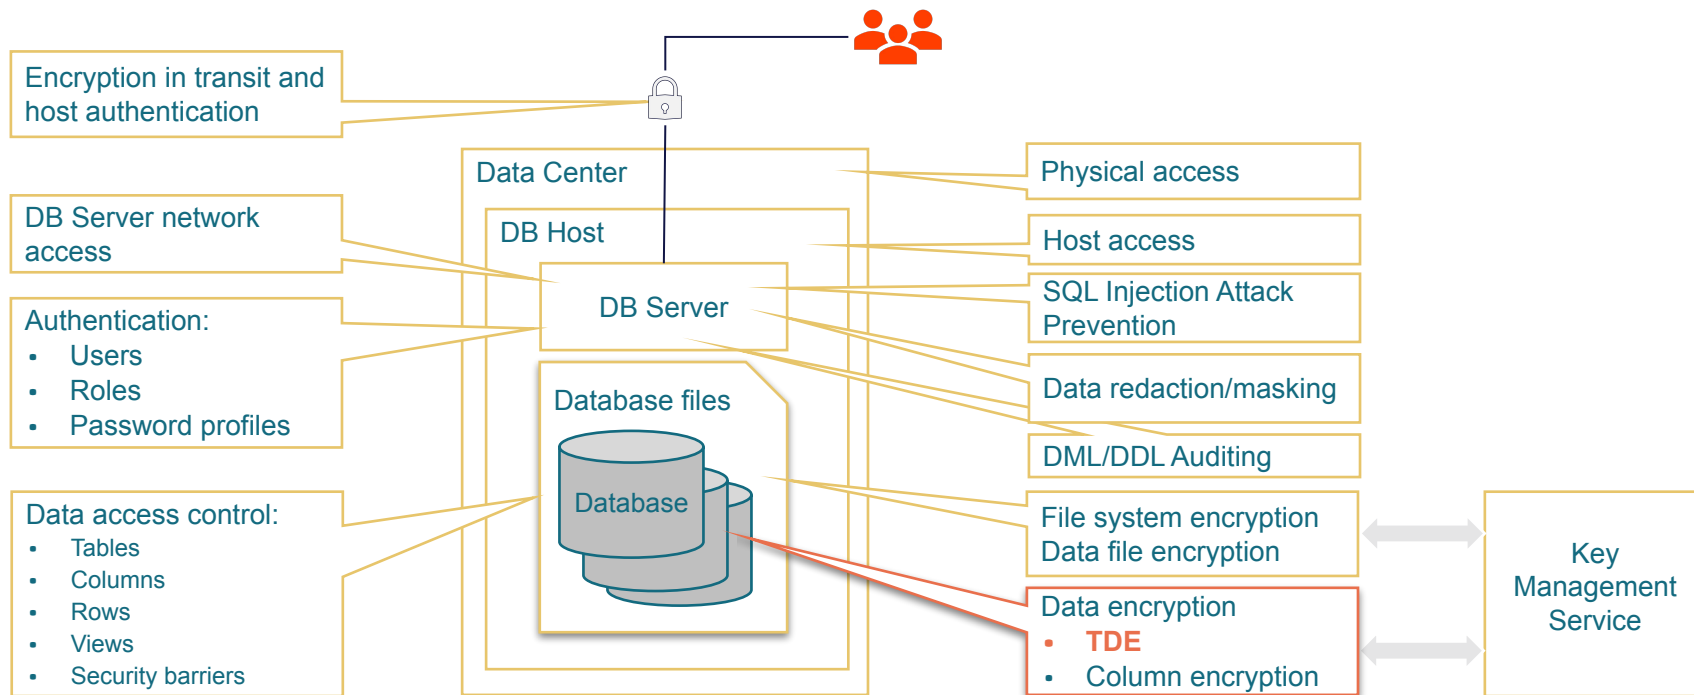 Encryption in transit and
host authentication
Data Center
Physical access
DB Server network
access
DB Host
Host access
DB Server
SQL Injection Attack
Prevention
Authentication:
• Users
• Roles
• Password profiles
Data redaction/masking
Database files
DML/DDL Auditing
Database
Data access control:
• Tables
• Columns
• Rows
• Views
• Security barriers
File system encryption
Data file encryption
Data encryption
• TDE
• Column encryption
Key
Management
Service